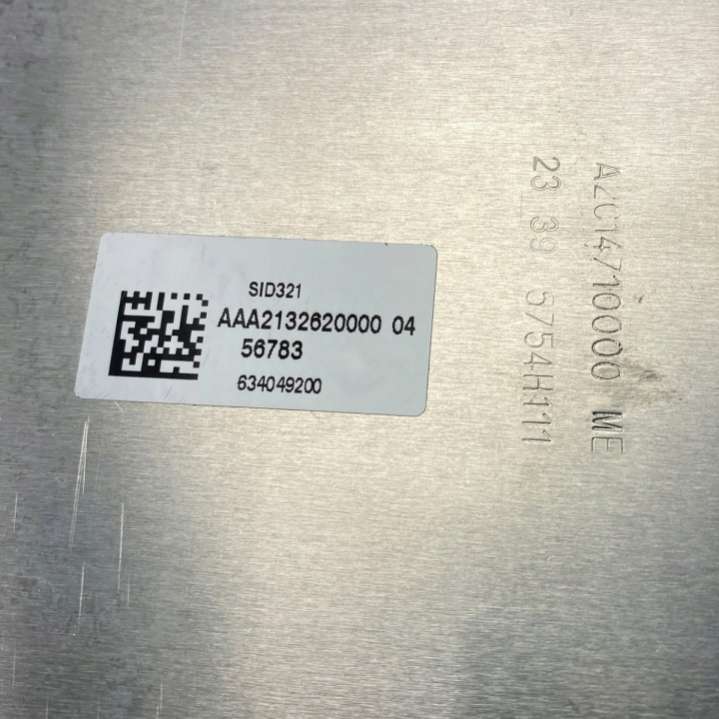 SID321
AAA2132620000 04
56783
634049200
A2C14710000 ME
23 39 5754H111